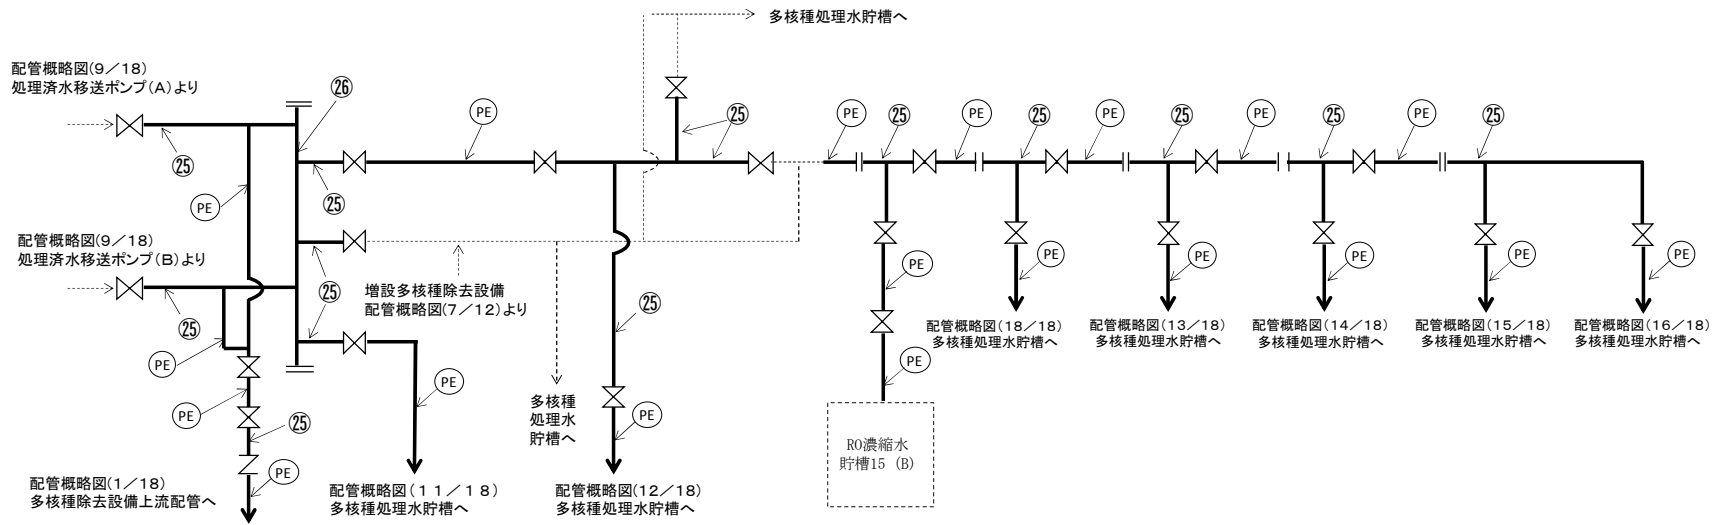 多核種処理水貯槽へ
配管概略図(9/18)
処理済水移送ポンプ(A)より
㉖
PE
㉕
PE
㉕
PE
㉕
PE
㉕
PE
㉕
PE
㉕
㉕
PE
㉕
配管概略図(9/18)
処理済水移送ポンプ(B)より
PE
PE
PE
PE
PE
PE
㉕
増設多核種除去設備
配管概略図(7/12)より
㉕
㉕
配管概略図(18/18)
多核種処理水貯槽へ
配管概略図(13/18)
多核種処理水貯槽へ
配管概略図(14/18)
多核種処理水貯槽へ
配管概略図(15/18)
多核種処理水貯槽へ
配管概略図(16/18)
多核種処理水貯槽へ
PE
PE
PE
PE
PE
㉕
多核種
処理水
貯槽へ
RO濃縮水
貯槽15 (B)
PE
配管概略図(1/18)
多核種除去設備上流配管へ
配管概略図(11/18)
多核種処理水貯槽へ
配管概略図(12/18)
多核種処理水貯槽へ